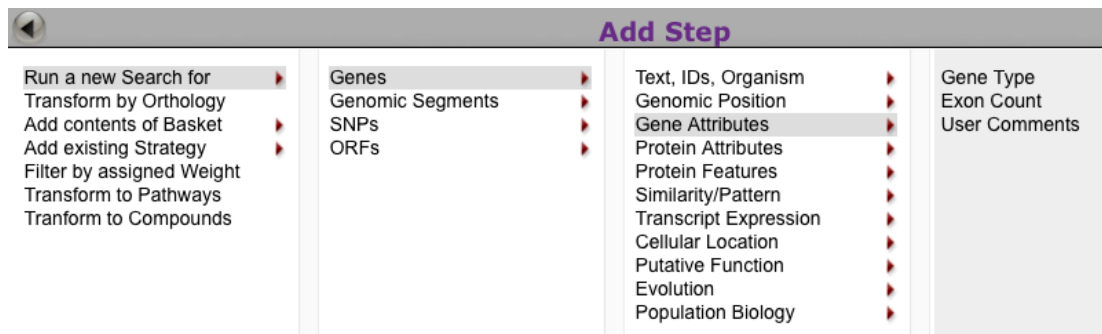 Add Step
Run a new Search for
Transform by Orthology
Add contents of Basket
Add existing Strategy
Filter by assigned Weight
Transform to Pathways
Tranform to Compounds
Genes
Genomic Segments
SNPs
ORFs
Text, IDs, Organism
Genomic Position
Gene Attributes
Protein Attributes
Protein Features
Similarity/Pattern
Transcript Expression
Cellular Location
Putative Function
Evolution
Population Biology
Gene Type
Exon Count
User Comments